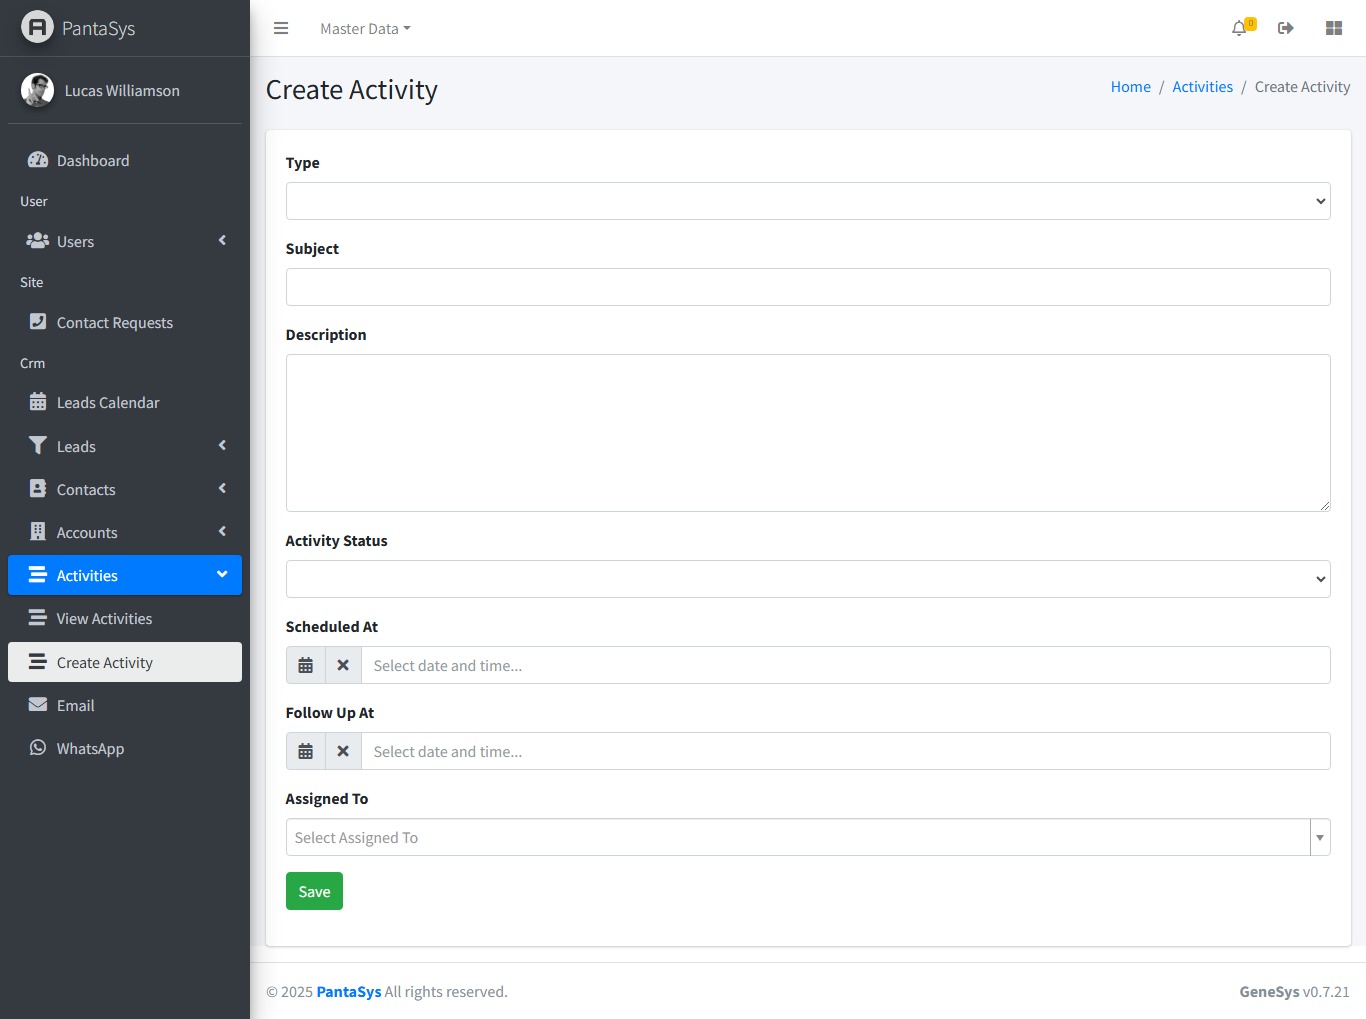 PantaSys
Master Data
0
Lucas Williamson
Create Activity
Home / Activities / Create Activity
Dashboard
User
Users
Site
Contact Requests
Crm
Leads Calendar
Leads
Contacts
Accounts
Activities
View Activities
Create Activity
Email
WhatsApp
Type
Subject
Description
Activity Status
Scheduled At
Select date and time...
Follow Up At
Select date and time...
Assigned To
Select Assigned To
Save
© 2025 PantaSys All rights reserved.
GeneSys v0.7.21